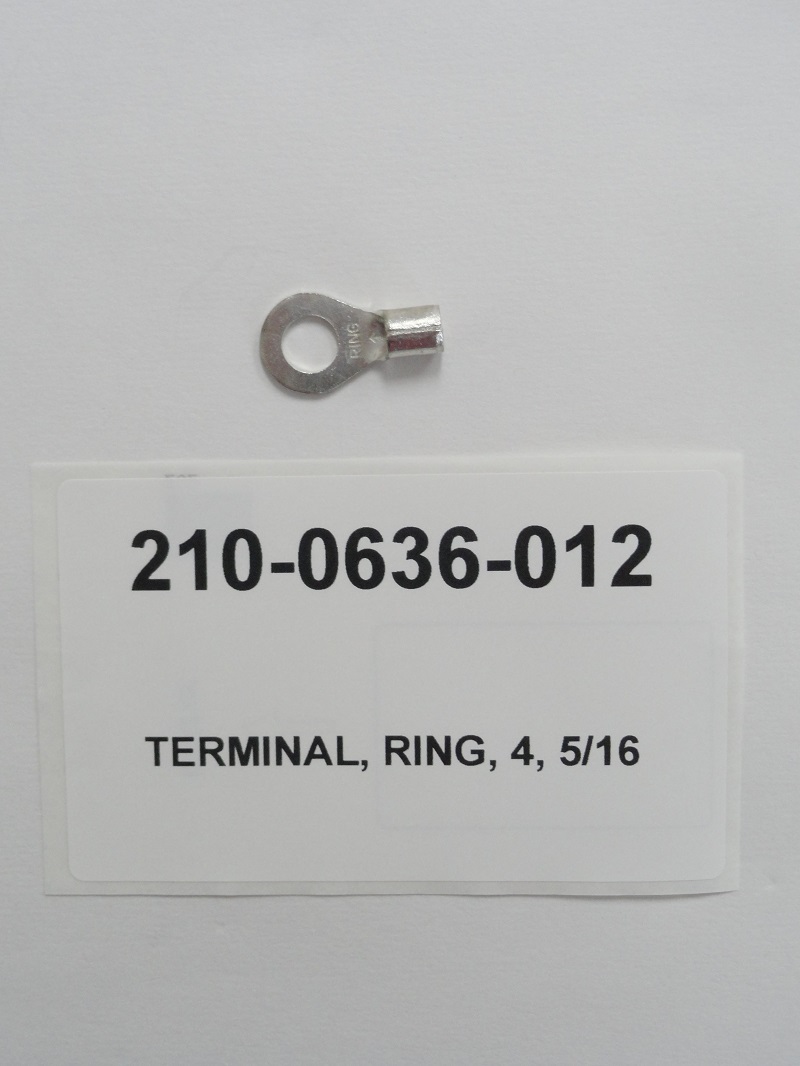 RING
210-0636-012
TERMINAL, RING, 4, 5/16